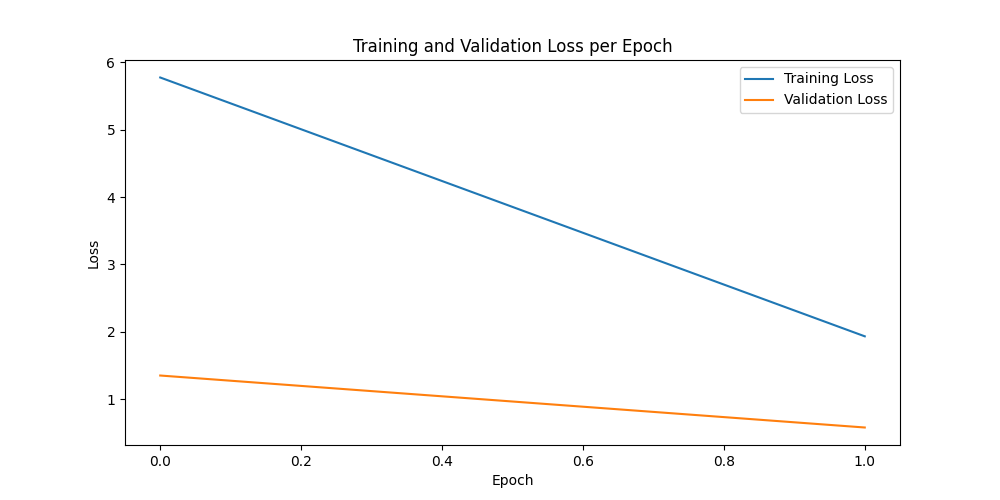 Training and Validation Loss per Epoch
Training Loss
Validation Loss
6
5
4
3
2
1
Loss
0.0 0.2 0.4 0.6 0.8 1.0
Epoch